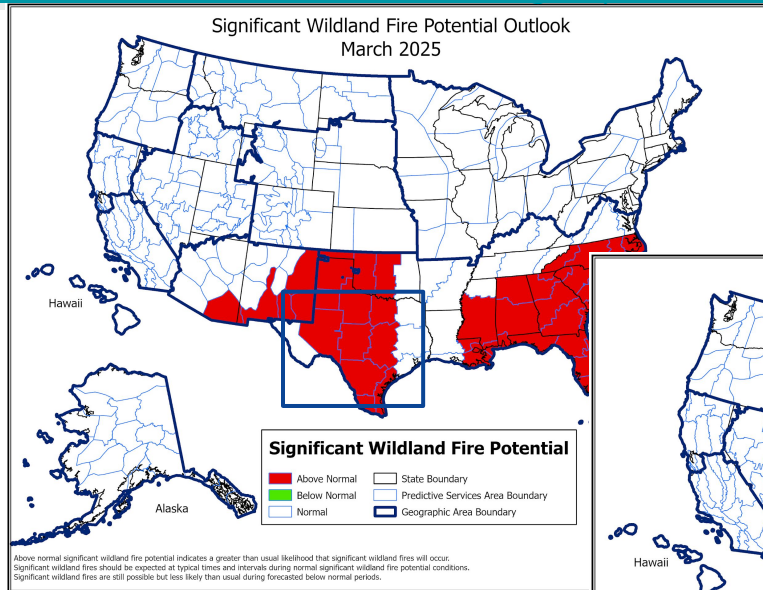 Significant Wildland Fire Potential Outlook
March 2025
Hawaii
Alaska
Significant Wildland Fire Potential
Above Normal
Below Normal
Normal
State Boundary
Predictive Services Area Boundary
Geographic Area Boundary
Above normal significant wildland fire potential indicates a greater than usual likelihood that significant wildland fires will occur.
Significant wildland fires should be expected at typical times and intervals during normal significant wildland fire potential conditions.
Significant wildland fires are still possible but less likely than usual during forecasted below normal periods.
Hawaii